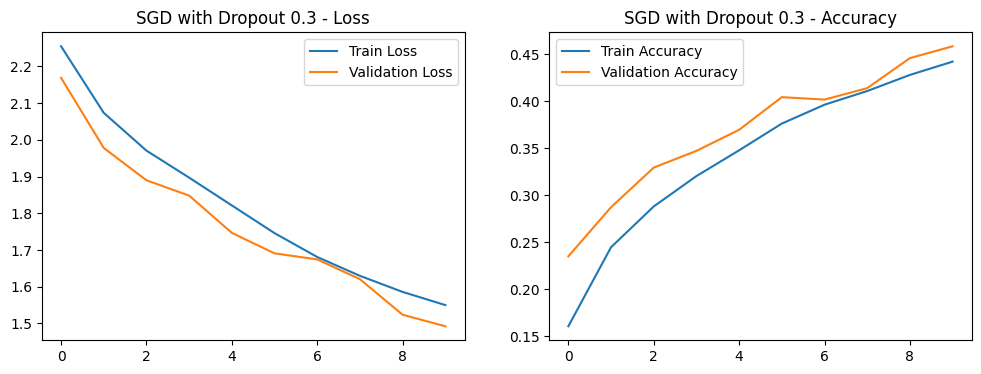 SGD with Dropout 0.3 - Loss
Train Loss
Validation Loss
2.2
2.1
2.0
1.9
1.8
1.7
1.6
1.5
0 2 4 6 8
SGD with Dropout 0.3 - Accuracy
Train Accuracy
Validation Accuracy
0.45
0.40
0.35
0.30
0.25
0.20
0.15
0 2 4 6 8